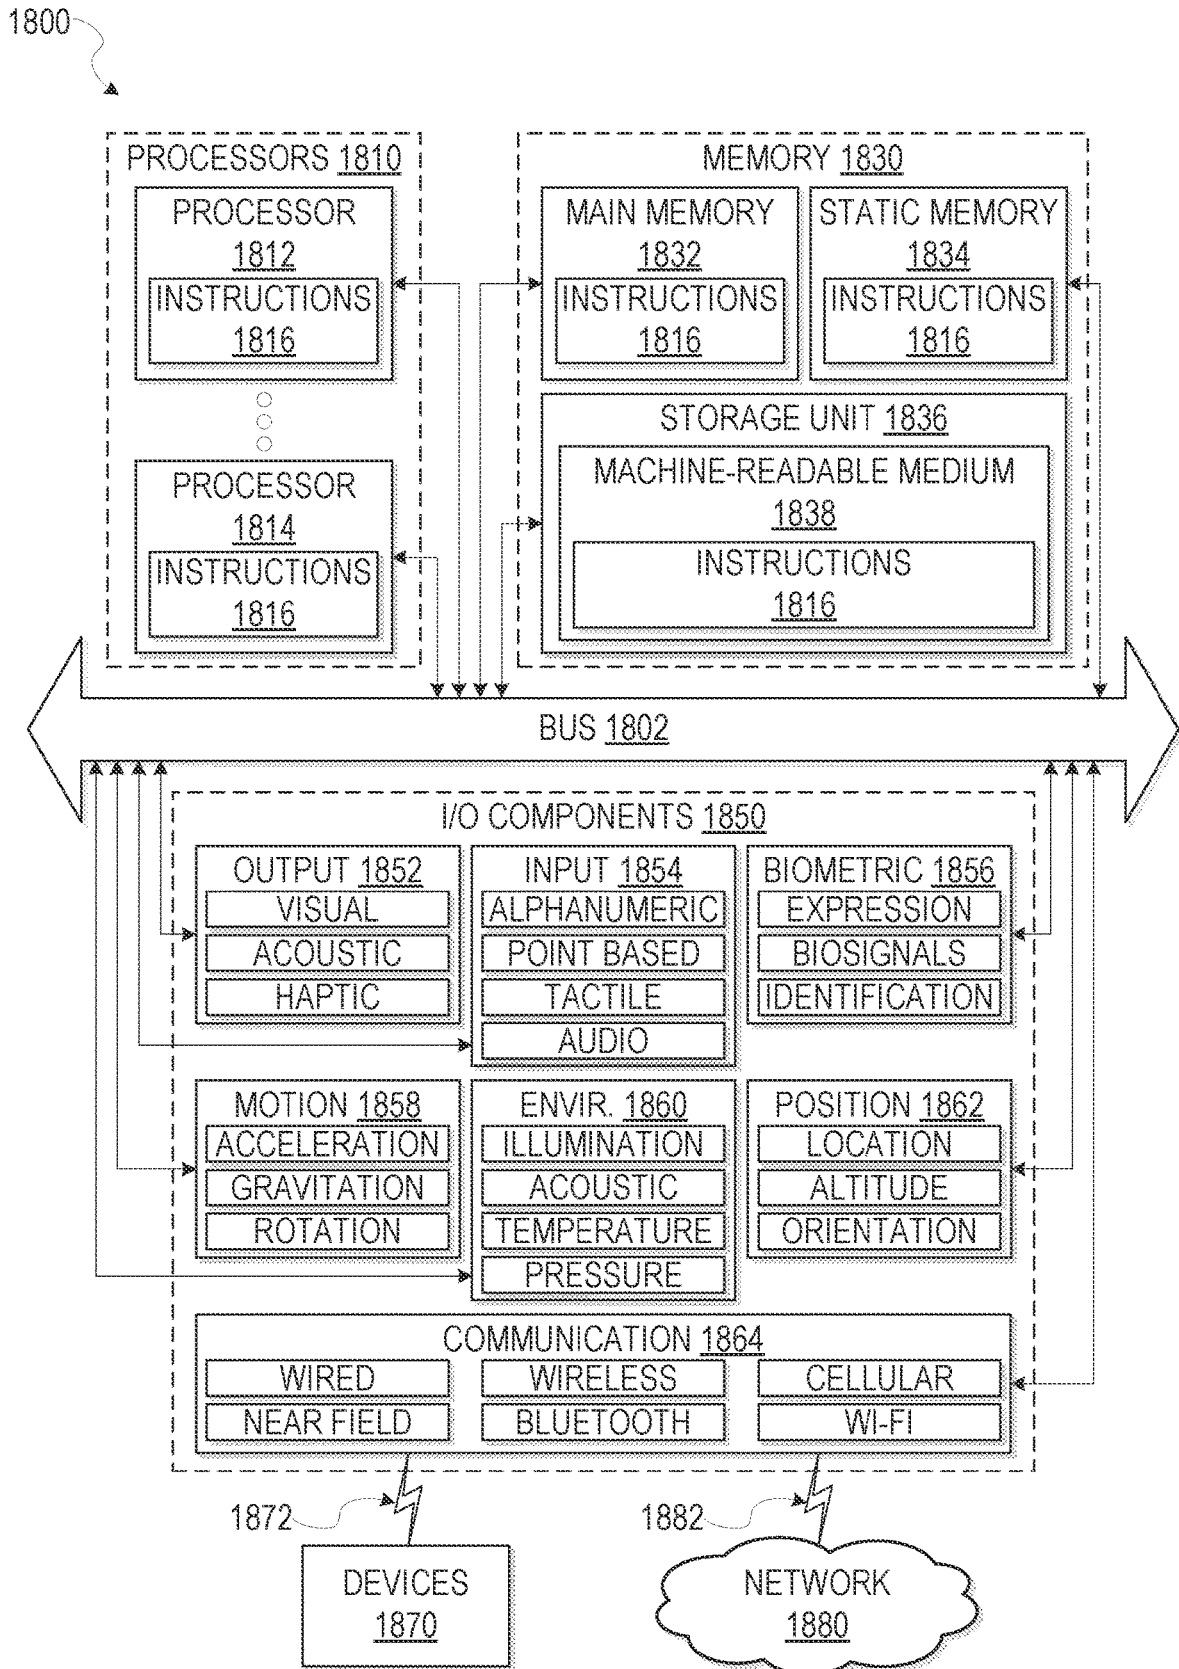 1800
PROCESSORS 1810
PROCESSOR
1812
INSTRUCTIONS
1816
PROCESSOR
1814
INSTRUCTIONS
1816
MEMORY 1830
MAIN MEMORY
1832
INSTRUCTIONS
1816
STATIC MEMORY
1834
INSTRUCTIONS
1816
STORAGE UNIT 1836
MACHINE-READABLE MEDIUM
1838
INSTRUCTIONS
1816
BUS 1802
I/O COMPONENTS 1850
OUTPUT 1852
VISUAL
ACOUSTIC
HAPTIC
INPUT 1854
ALPHANUMERIC
POINT BASED
TACTILE
AUDIO
BIOMETRIC 1856
EXPRESSION
BIOSIGNALS
IDENTIFICATION
MOTION 1858
ACCELERATION
GRAVITATION
ROTATION
ENVIR. 1860
ILLUMINATION
ACOUSTIC
TEMPERATURE
PRESSURE
POSITION 1862
LOCATION
ALTITUDE
ORIENTATION
COMMUNICATION 1864
WIRED
WIRELESS
CELLULAR
NEAR FIELD
BLUETOOTH
WI-FI
1872
1882
DEVICES
1870
NETWORK
1880